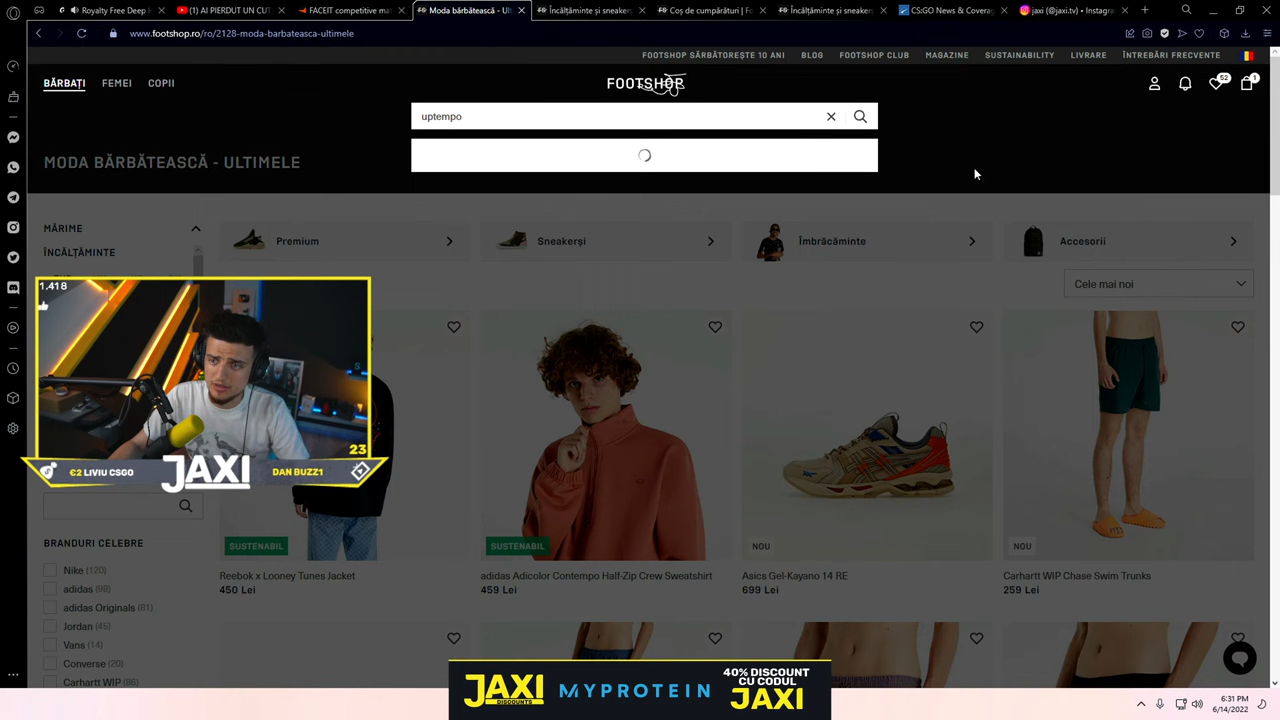 Royalty Free Deep H
(1) AI PIERDUT UN CUT
FACEIT competitive mat
Moda bărbătească - Ulti
Încălțăminte și sneaker
Coș de cumpărături | Fo
Încălțăminte și sneaker
CS:GO News & Coverag
jaxi (@jaxi.tv) • Instagra
www.footshop.ro/ro/2128-moda-barbateasca-ultimele
FOOTSHOP SĂRBĂTOREȘTE 10 ANI
BLOG
FOOTSHOP CLUB
MAGAZINE
SUSTAINABILITY
LIVRARE
ÎNTREBĂRI FRECVENTE
BĂRBAȚI
FEMEI
COPII
FOOTSHOP
52
1
uptempo
MODA BĂRBĂTEASCĂ - ULTIMELE
MĂRIME
ÎNCĂLȚĂMINTE
Premium
Sneakerși
Îmbrăcăminte
Accesorii
Cele mai noi
1.418
23
€2 LIVIU CSGO
JAXI
DAN BUZZ1
BRANDURI CELEBRE
Nike (120)
adidas (98)
adidas Originals (81)
Jordan (45)
Vans (14)
Converse (20)
Carhartt WIP (86)
SUSTENABIL
Reebok x Looney Tunes Jacket
450 Lei
SUSTENABIL
adidas Adicolor Contempo Half-Zip Crew Sweatshirt
459 Lei
NOU
Asics Gel-Kayano 14 RE
699 Lei
NOU
Carhartt WIP Chase Swim Trunks
259 Lei
JAXI
DISCOUNTS
MYPROTEIN
40% DISCOUNT
CU CODUL
JAXI
6:31 PM
6/14/2022